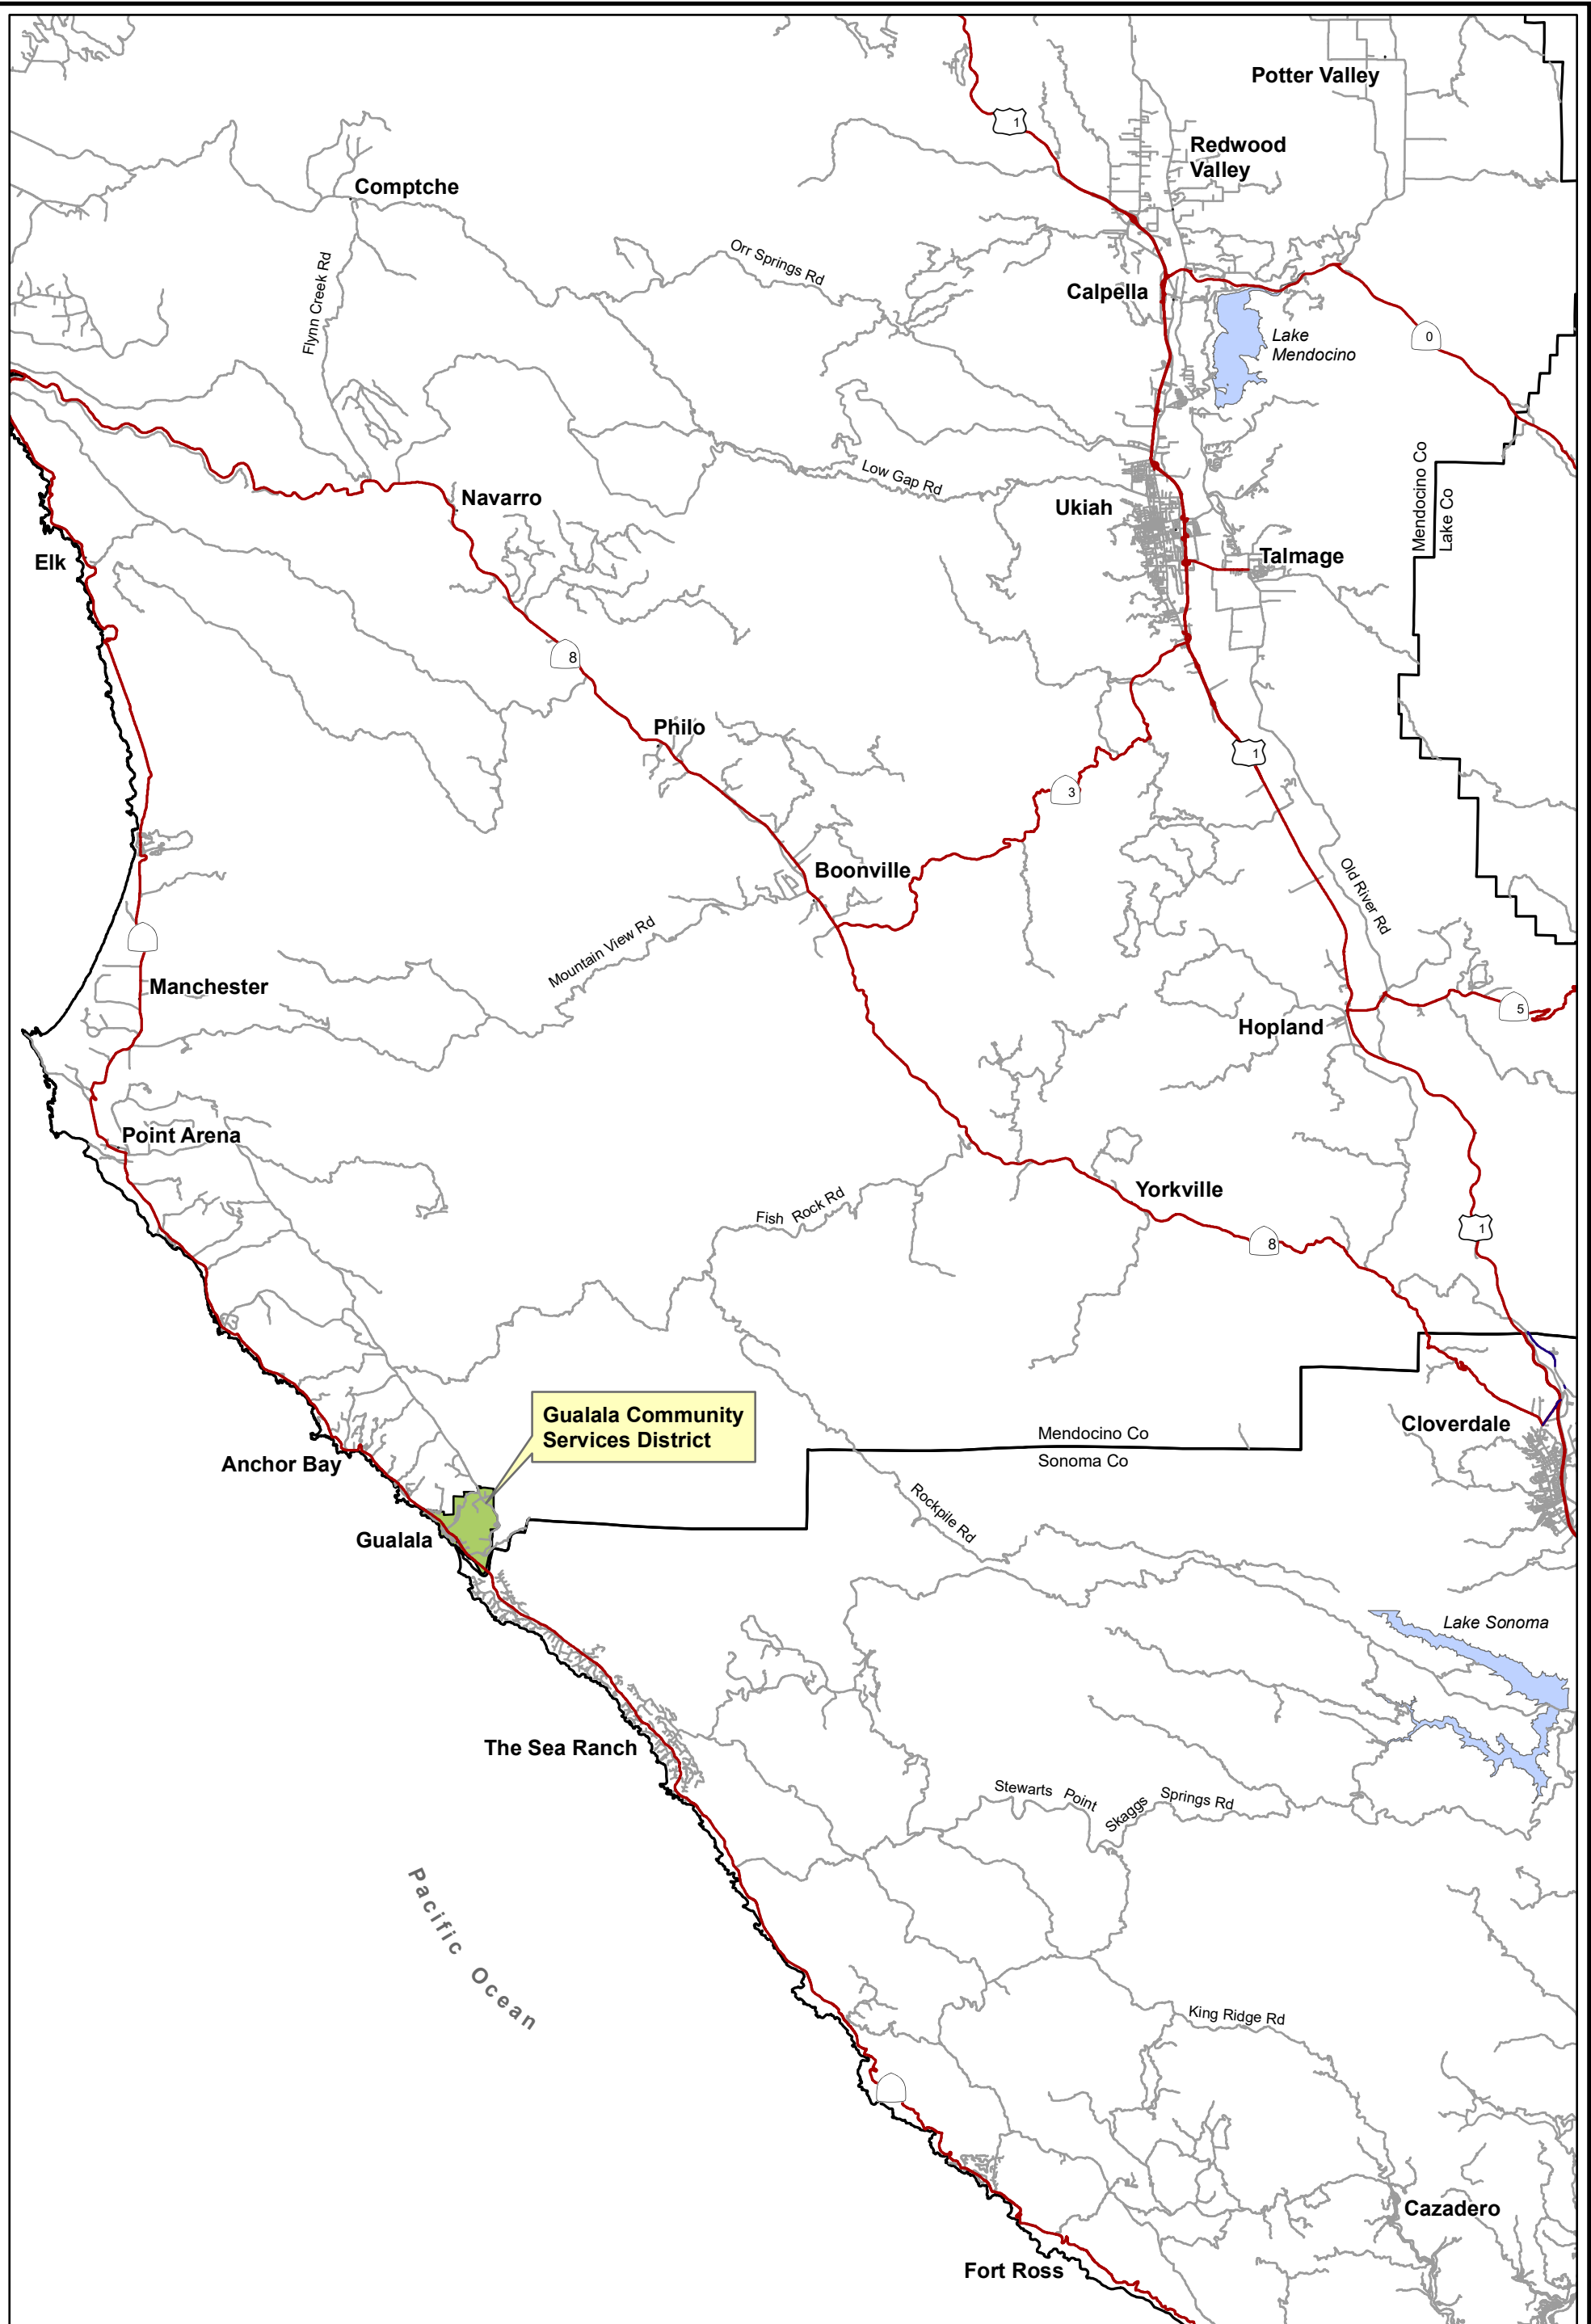 Potter Valley
1
Redwood
Valley
Comptche
Orr Springs Rd
Flynn Creek Rd
Calpella
Lake
Mendocino
0
Low Gap Rd
Navarro
Ukiah
Mendocino Co
Lake Co
Elk
Talmage
8
Philo
1
3
Boonville
Old River Rd
Mountain View Rd
Manchester
5
Hopland
Point Arena
Yorkville
Fish Rock Rd
1
8
Gualala Community
Services District
Cloverdale
Mendocino Co
Sonoma Co
Anchor Bay
Rockpile Rd
Gualala
Lake Sonoma
The Sea Ranch
Stewarts Point Skaggs Springs Rd
Pacific Ocean
King Ridge Rd
Cazadero
Fort Ross